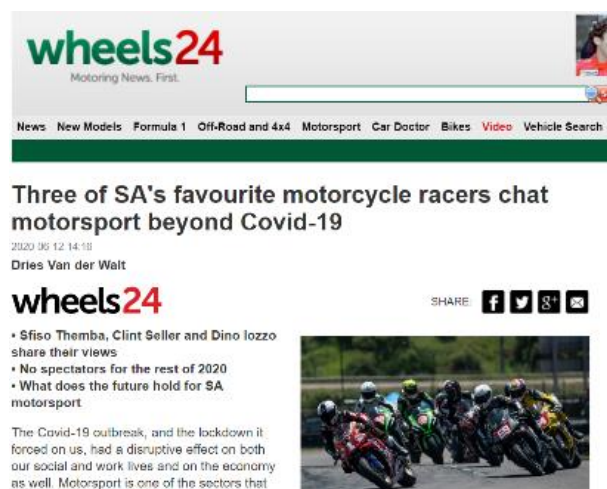 wheels24
Motoring News. First.
News New Models Formula 1 Off-Road and 4x4 Motorsport Car Doctor Bikes Video Vehicle Search
Three of SA's favourite motorcycle racers chat
motorsport beyond Covid-19
2020-06-12 14:10
Dries Van der Walt
wheels24
SHARE
• Sfiso Themba, Clint Seller and Dino Iozzo
share their views
• No spectators for the rest of 2020
• What does the future hold for SA
motorsport
The Covid-19 outbreak, and the lockdown it
forced on us, had a disruptive effect on both
our social and work lives and on the economy
as well. Motorsport is one of the sectors that